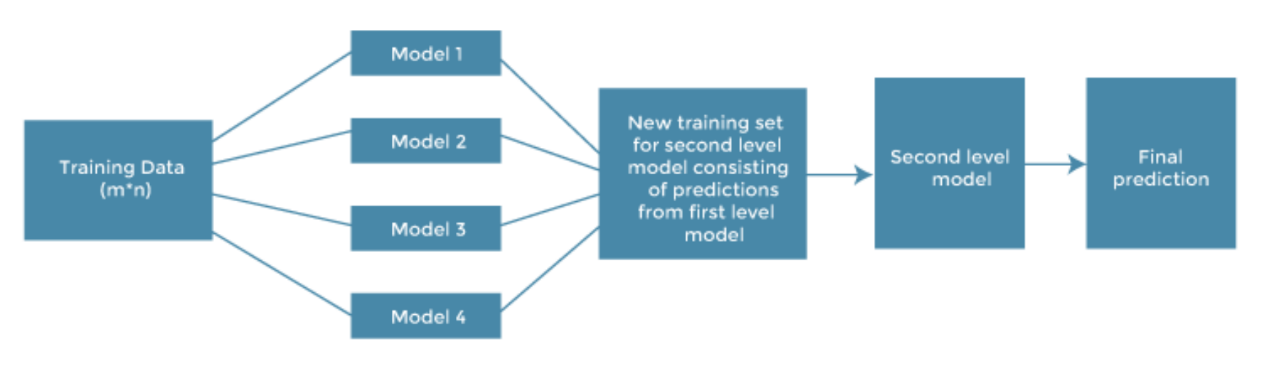 Training Data
(m*n)
Model 1
Model 2
Model 3
Model 4
New training set
for second level
model consisting
of predictions
from first level
model
Second level
model
Final
prediction